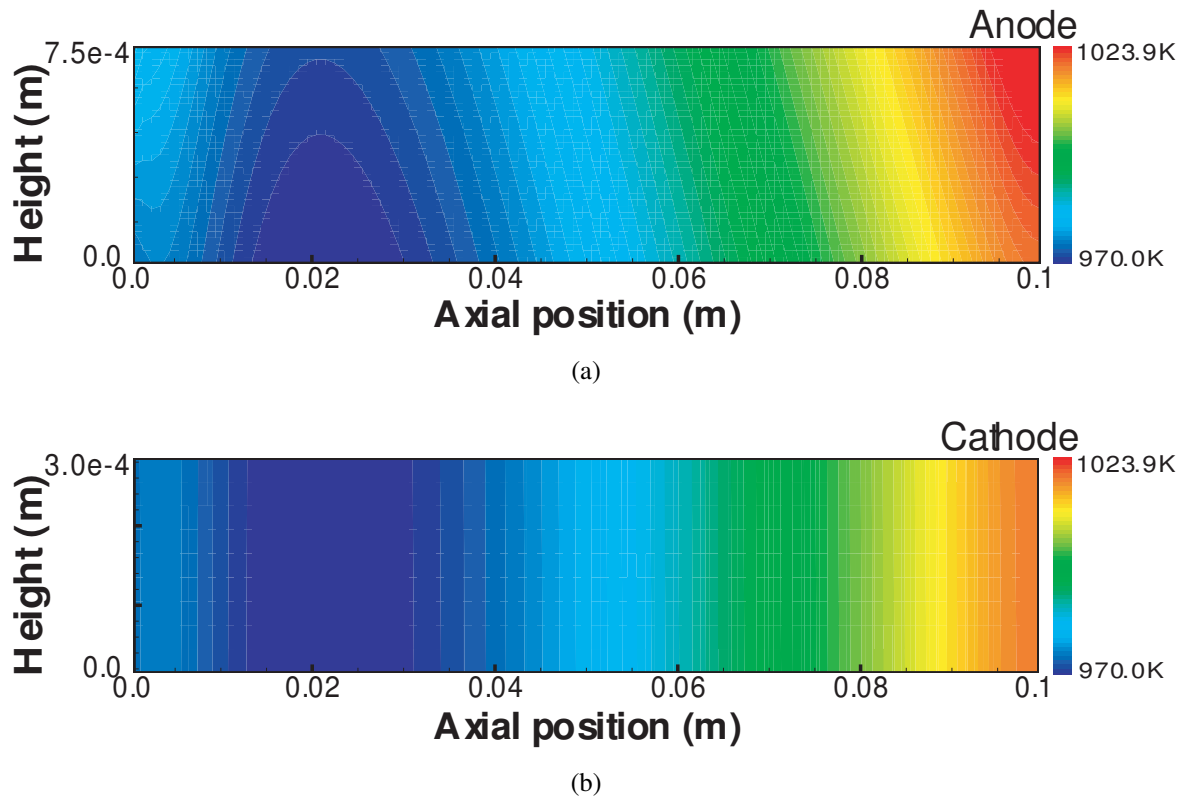 Anode
7.5e-4
1023.9K
Height (m)
0.0
970.0K
0.0 0.02 0.04 0.06 0.08 0.1
Axial position (m)
(a)
Cathode
3.0e-4
1023.9K
Height (m)
0.0
970.0K
0.0 0.02 0.04 0.06 0.08 0.1
Axial position (m)
(b)